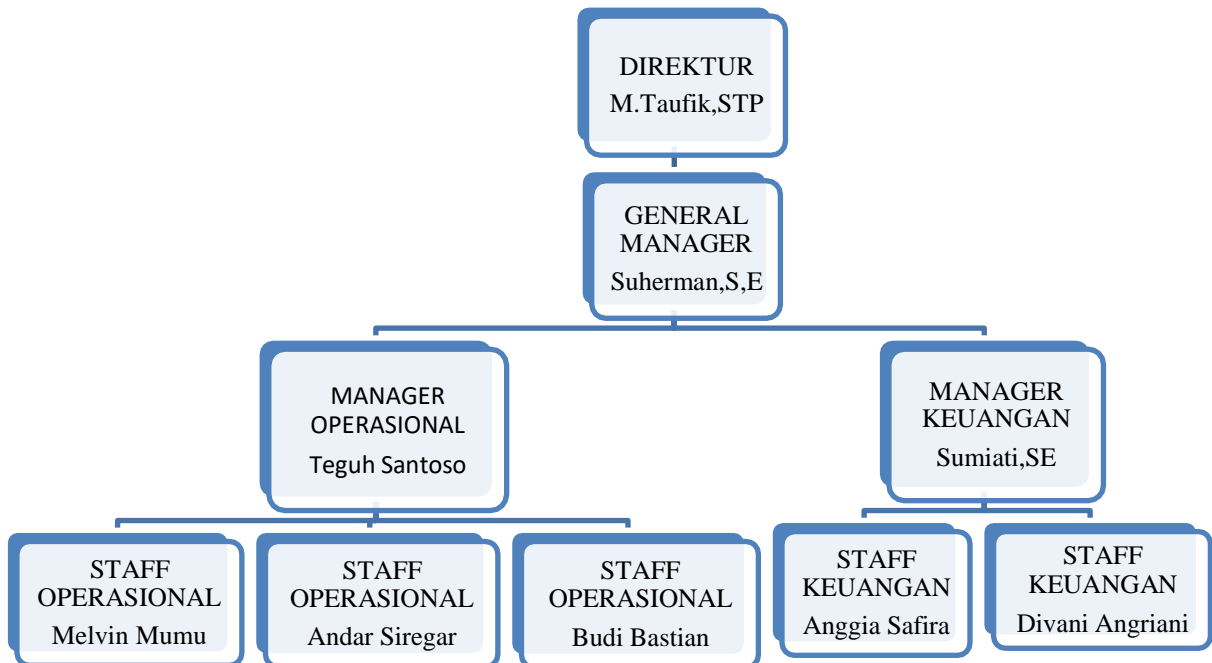 DIREKTUR
M.Taufik,STP
GENERAL
MANAGER
Suherman,S,E
MANAGER
OPERASIONAL
Teguh Santoso
MANAGER
KEUANGAN
Sumiati,SE
STAFF
OPERASIONAL
Melvin Mumu
STAFF
OPERASIONAL
Andar Siregar
STAFF
OPERASIONAL
Budi Bastian
STAFF
KEUANGAN
Anggia Safira
STAFF
KEUANGAN
Divani Angriani